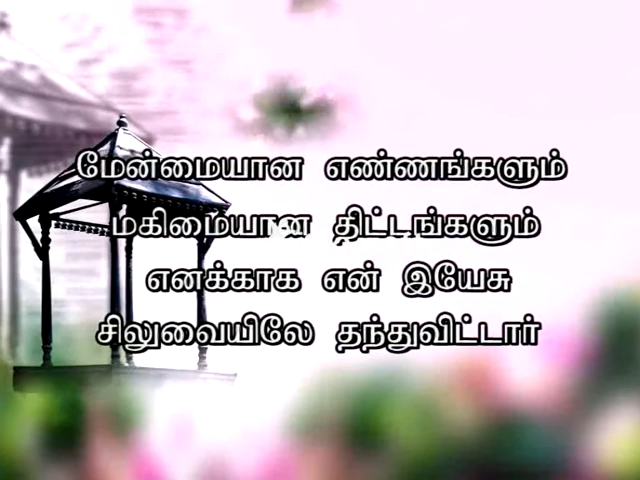 மேன்மையான எண்ணங்களும்
மகிமையான திட்டங்களும்
எனக்காக என் இயேசு
சிலுவையிலே தந்துவிட்டார்